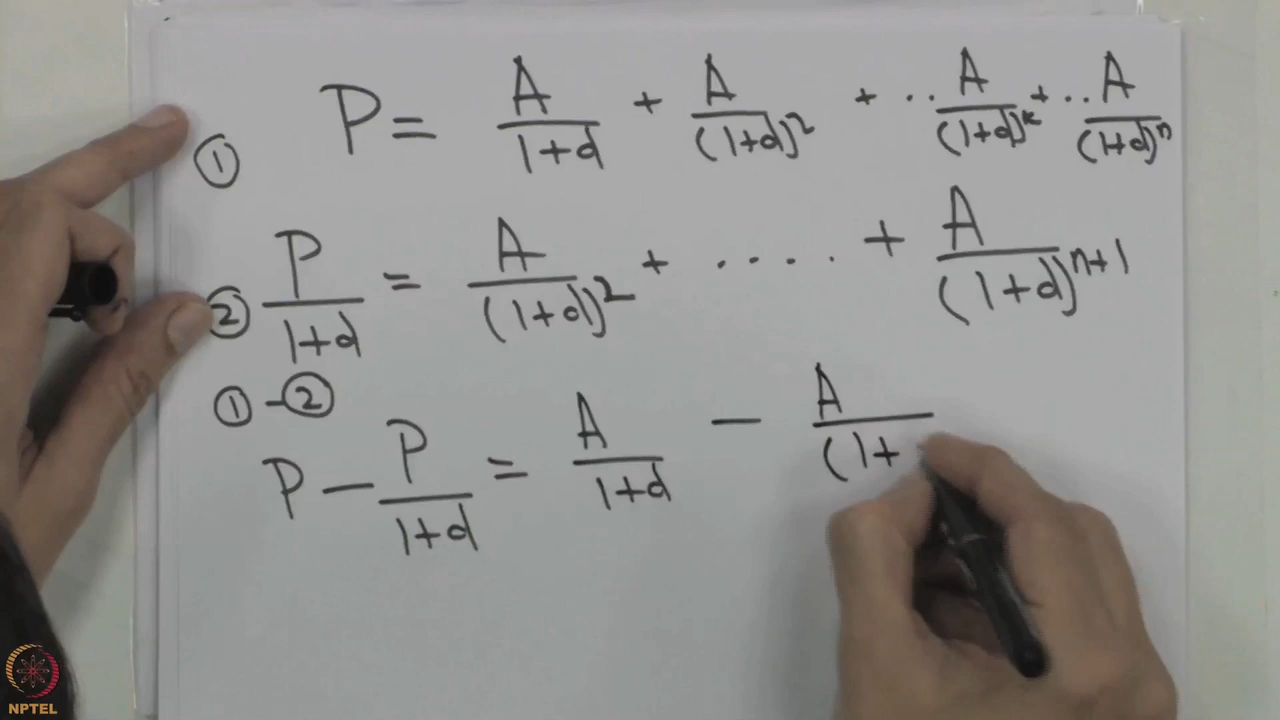 ① P = A/(1+d) + A/(1+d)² + .. A/(1+d)ᵏ + .. A/(1+d)ⁿ
② P/(1+d) = A/(1+d)² + ..... + A/(1+d)ⁿ⁺¹
① - ②
P - P/(1+d) = A/(1+d) - A/(1+
NPTEL